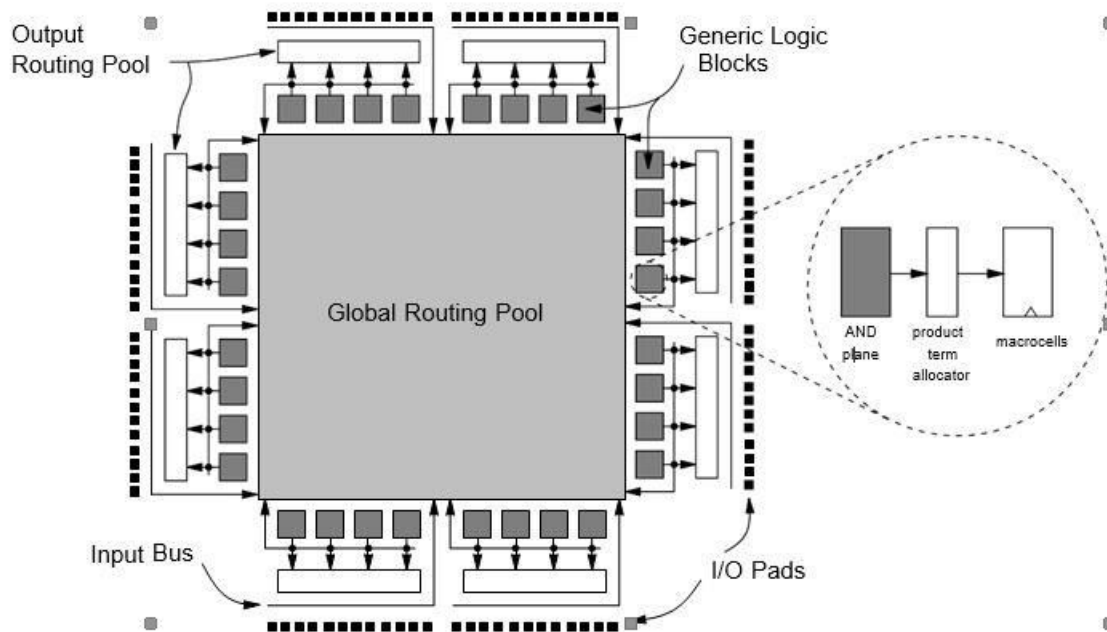 Output
Routing Pool
Generic Logic
Blocks
Global Routing Pool
AND
plane
product
term
allocator
macrocells
Input Bus
I/O Pads